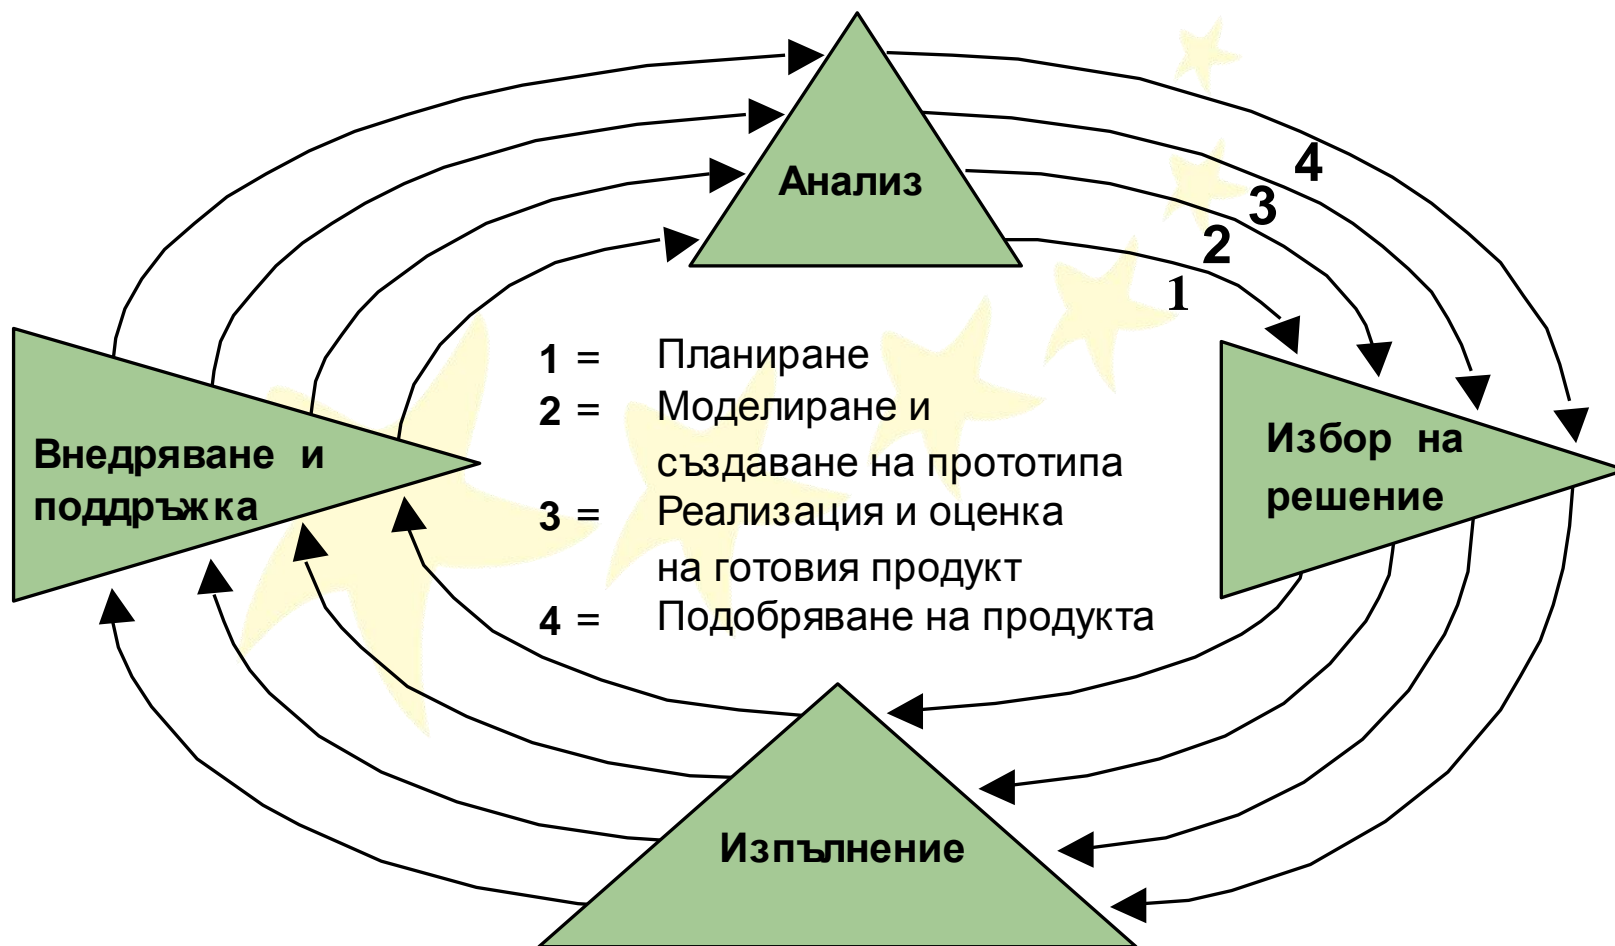 Анализ
4
3
2
1
1 = Планиране
2 = Моделиране и
създаване на прототипа
3 = Реализация и оценка
на готовия продукт
4 = Подобряване на продукта
Внедряване и
поддръжка
Избор на
решение
Изпълнение